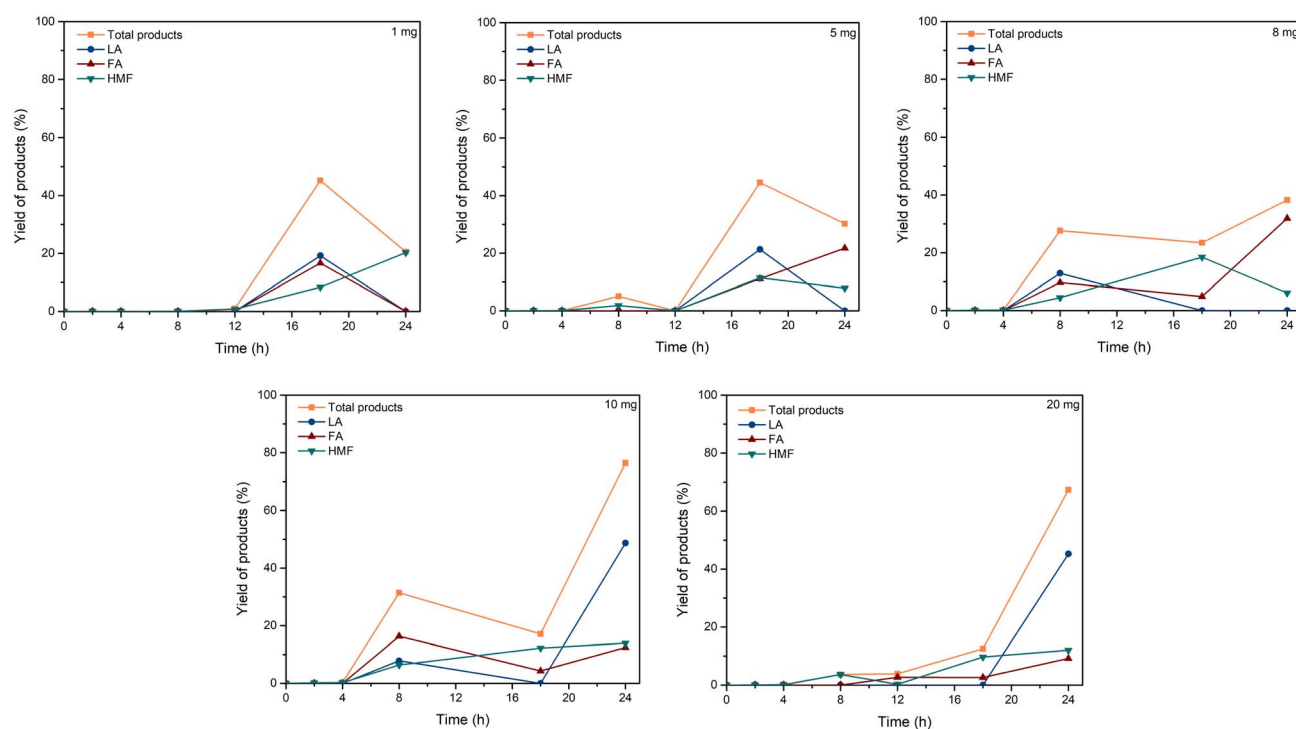 100
80
60
40
20
0
Yield of products (%)
Total products
LA
FA
HMF
1 mg
0 4 8 12 16 20 24
Time (h)
100
80
60
40
20
0
Yield of products (%)
Total products
LA
FA
HMF
5 mg
0 4 8 12 16 20 24
Time (h)
100
80
60
40
20
0
Yield of products (%)
Total products
LA
FA
HMF
8 mg
0 4 8 12 16 20 24
Time (h)
100
80
60
40
20
0
Yield of products (%)
Total products
LA
FA
HMF
10 mg
0 4 8 12 16 20 24
Time (h)
100
80
60
40
20
0
Yield of products (%)
Total products
LA
FA
HMF
20 mg
0 4 8 12 16 20 24
Time (h)